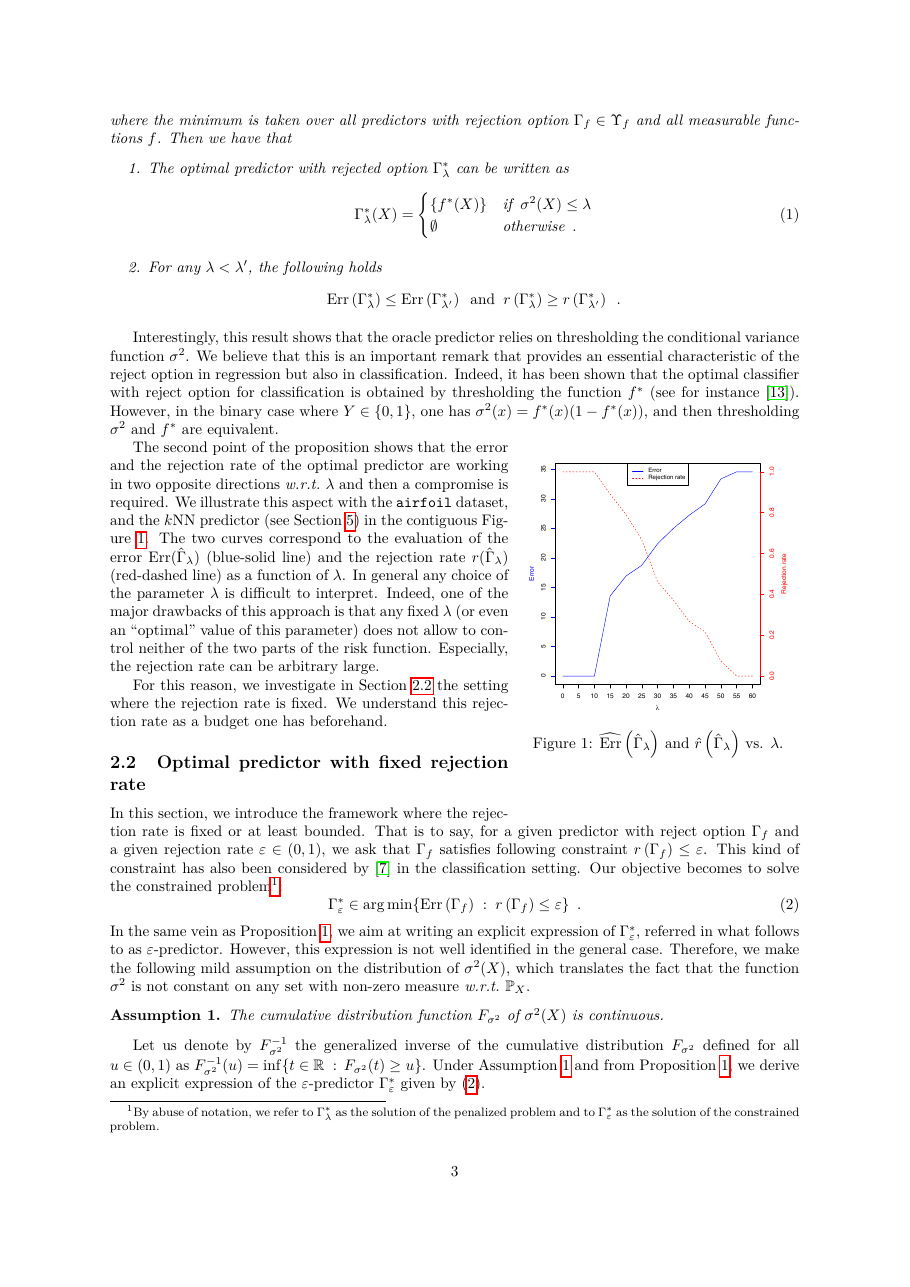 where the minimum is taken over all predictors with rejection option Γ_f ∈ Υ_f and all measurable func-
tions f. Then we have that
1. The optimal predictor with rejected option Γ*_λ can be written as
Γ*_λ(X) = { {f*(X)} if σ²(X) ≤ λ
∅ otherwise .
(1)
2. For any λ < λ′, the following holds
Err (Γ*_λ) ≤ Err (Γ*_λ′) and r (Γ*_λ) ≥ r (Γ*_λ′) .
Interestingly, this result shows that the oracle predictor relies on thresholding the conditional variance
function σ². We believe that this is an important remark that provides an essential characteristic of the
reject option in regression but also in classification. Indeed, it has been shown that the optimal classifier
with reject option for classification is obtained by thresholding the function f* (see for instance [13]).
However, in the binary case where Y ∈ {0, 1}, one has σ²(x) = f*(x)(1 − f*(x)), and then thresholding
σ² and f* are equivalent.
The second point of the proposition shows that the error
and the rejection rate of the optimal predictor are working
in two opposite directions w.r.t. λ and then a compromise is
required. We illustrate this aspect with the airfoil dataset,
and the kNN predictor (see Section 5) in the contiguous Fig-
ure 1. The two curves correspond to the evaluation of the
error Err(Γ̂_λ) (blue-solid line) and the rejection rate r(Γ̂_λ)
(red-dashed line) as a function of λ. In general any choice of
the parameter λ is difficult to interpret. Indeed, one of the
major drawbacks of this approach is that any fixed λ (or even
an “optimal” value of this parameter) does not allow to con-
trol neither of the two parts of the risk function. Especially,
the rejection rate can be arbitrary large.
For this reason, we investigate in Section 2.2 the setting
where the rejection rate is fixed. We understand this rejec-
tion rate as a budget one has beforehand.
Error
Rejection rate
Error
0 5 10 15 20 25 30 35
Rejection rate
0.0 0.2 0.4 0.6 0.8 1.0
0 5 10 15 20 25 30 35 40 45 50 55 60
λ
Figure 1: Êrr (Γ̂_λ) and r̂ (Γ̂_λ) vs. λ.
2.2 Optimal predictor with fixed rejection
rate
In this section, we introduce the framework where the rejec-
tion rate is fixed or at least bounded. That is to say, for a given predictor with reject option Γ_f and
a given rejection rate ε ∈ (0, 1), we ask that Γ_f satisfies following constraint r (Γ_f) ≤ ε. This kind of
constraint has also been considered by [7] in the classification setting. Our objective becomes to solve
the constrained problem¹:
Γ*_ε ∈ arg min{Err (Γ_f) : r (Γ_f) ≤ ε} . (2)
In the same vein as Proposition 1, we aim at writing an explicit expression of Γ*_ε, referred in what follows
to as ε-predictor. However, this expression is not well identified in the general case. Therefore, we make
the following mild assumption on the distribution of σ²(X), which translates the fact that the function
σ² is not constant on any set with non-zero measure w.r.t. ℙ_X.
Assumption 1. The cumulative distribution function F_σ² of σ²(X) is continuous.
Let us denote by F⁻¹_σ² the generalized inverse of the cumulative distribution F_σ² defined for all
u ∈ (0, 1) as F⁻¹_σ²(u) = inf{t ∈ ℝ : F_σ²(t) ≥ u}. Under Assumption 1 and from Proposition 1, we derive
an explicit expression of the ε-predictor Γ*_ε given by (2).
¹By abuse of notation, we refer to Γ*_λ as the solution of the penalized problem and to Γ*_ε as the solution of the constrained
problem.
3